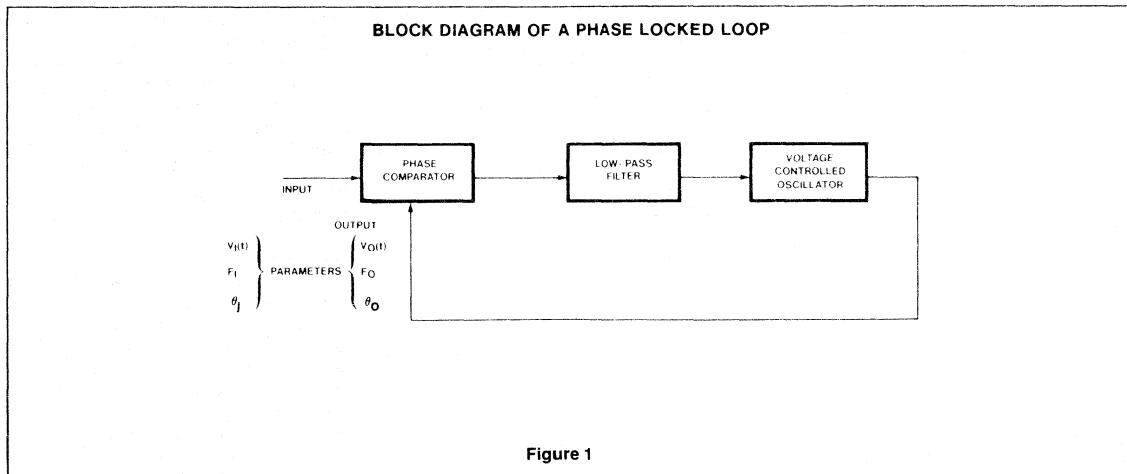 BLOCK DIAGRAM OF A PHASE LOCKED LOOP
PHASE
COMPARATOR
LOW-PASS
FILTER
VOLTAGE
CONTROLLED
OSCILLATOR
INPUT
OUTPUT
VI(t)
FI
θI
PARAMETERS
VO(t)
FO
θO
Figure 1